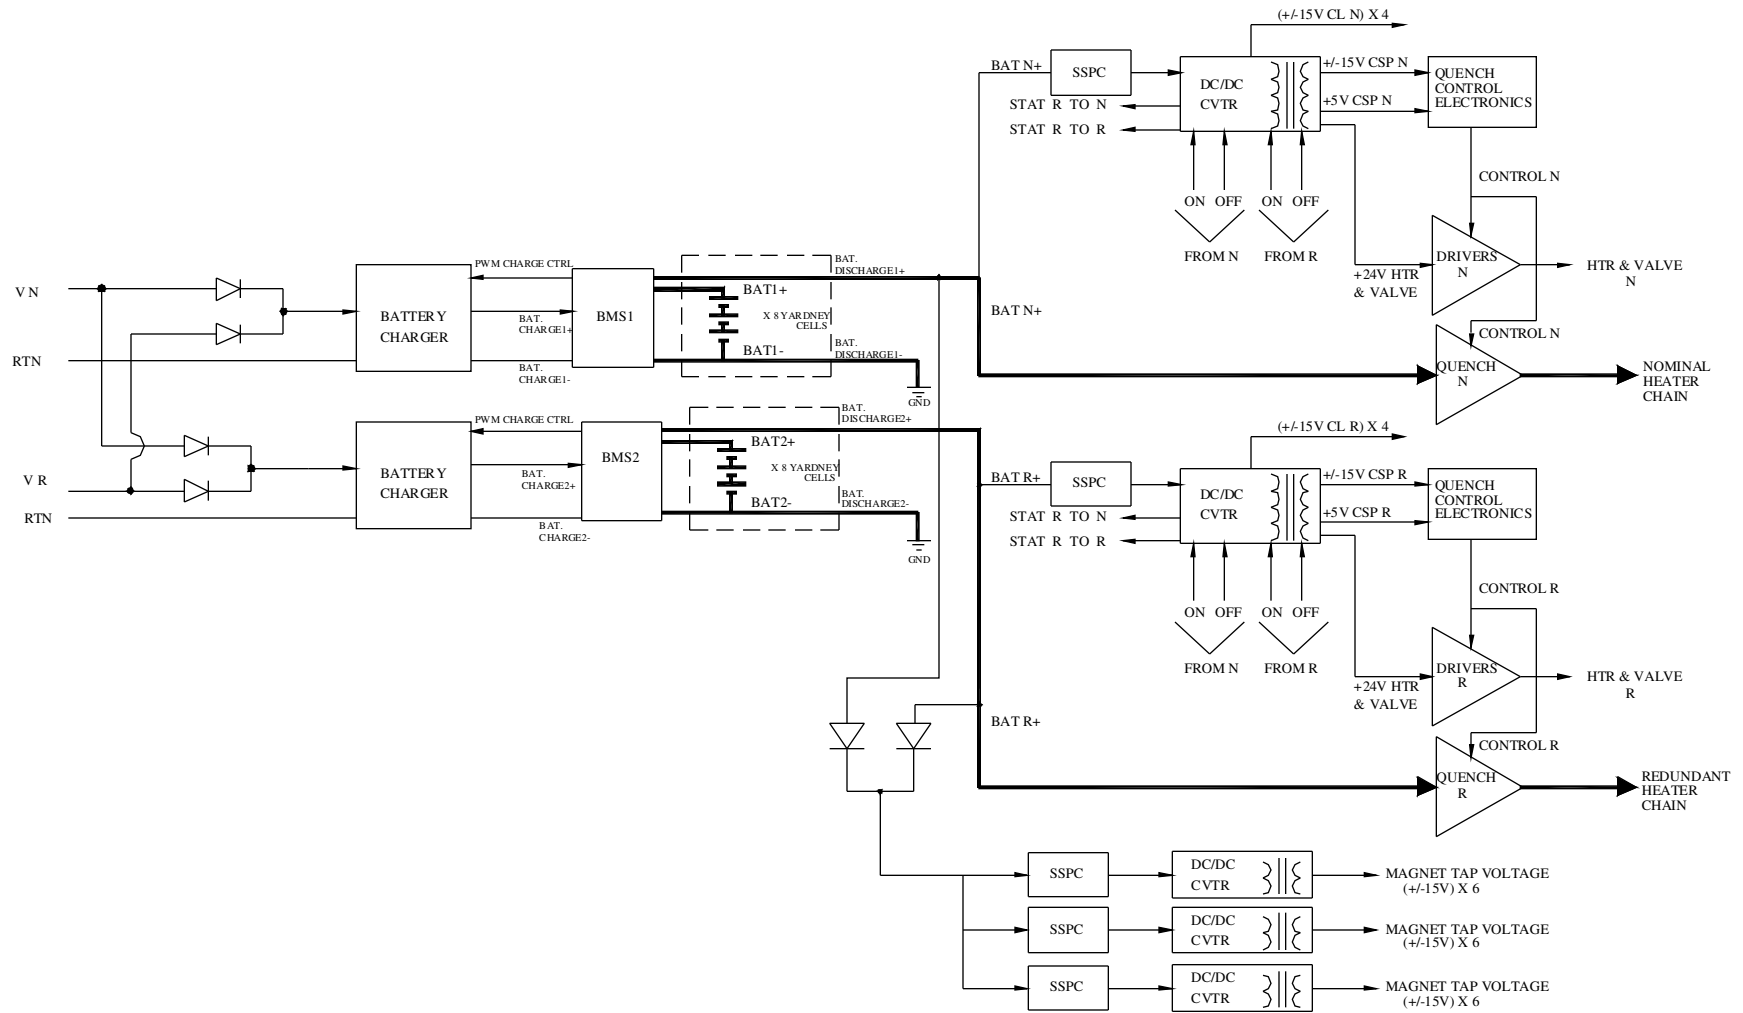 (+/-15V CL N) X 4
BAT N+
SSPC
DC/DC
CVTR
+/-15V CSP N
+5V CSP N
QUENCH
CONTROL
ELECTRONICS
STAT R TO N
STAT R TO R
ON OFF ON OFF
FROM N FROM R
CONTROL N
+24V HTR
& VALVE
DRIVERS
N
HTR & VALVE
N
V N
RTN
BATTERY
CHARGER
PWM CHARGE CTRL
BAT.
CHARGE1+
BAT.
CHARGE1-
BMS1
BAT1+
X 8 YARDNEY
CELLS
BAT1-
BAT.
DISCHARGE1+
BAT.
DISCHARGE1-
GND
BAT N+
CONTROL N
QUENCH
N
NOMINAL
HEATER
CHAIN
V R
RTN
BATTERY
CHARGER
PWM CHARGE CTRL
BAT.
CHARGE2+
BAT.
CHARGE2-
BMS2
BAT2+
X 8 YARDNEY
CELLS
BAT2-
BAT.
DISCHARGE2+
BAT.
DISCHARGE2-
GND
(+/-15V CL R) X 4
BAT R+
SSPC
DC/DC
CVTR
+/-15V CSP R
+5V CSP R
QUENCH
CONTROL
ELECTRONICS
STAT R TO N
STAT R TO R
ON OFF ON OFF
FROM N FROM R
CONTROL R
+24V HTR
& VALVE
DRIVERS
R
HTR & VALVE
R
BAT R+
CONTROL R
QUENCH
R
REDUNDANT
HEATER
CHAIN
SSPC
DC/DC
CVTR
MAGNET TAP VOLTAGE
(+/-15V) X 6
SSPC
DC/DC
CVTR
MAGNET TAP VOLTAGE
(+/-15V) X 6
SSPC
DC/DC
CVTR
MAGNET TAP VOLTAGE
(+/-15V) X 6